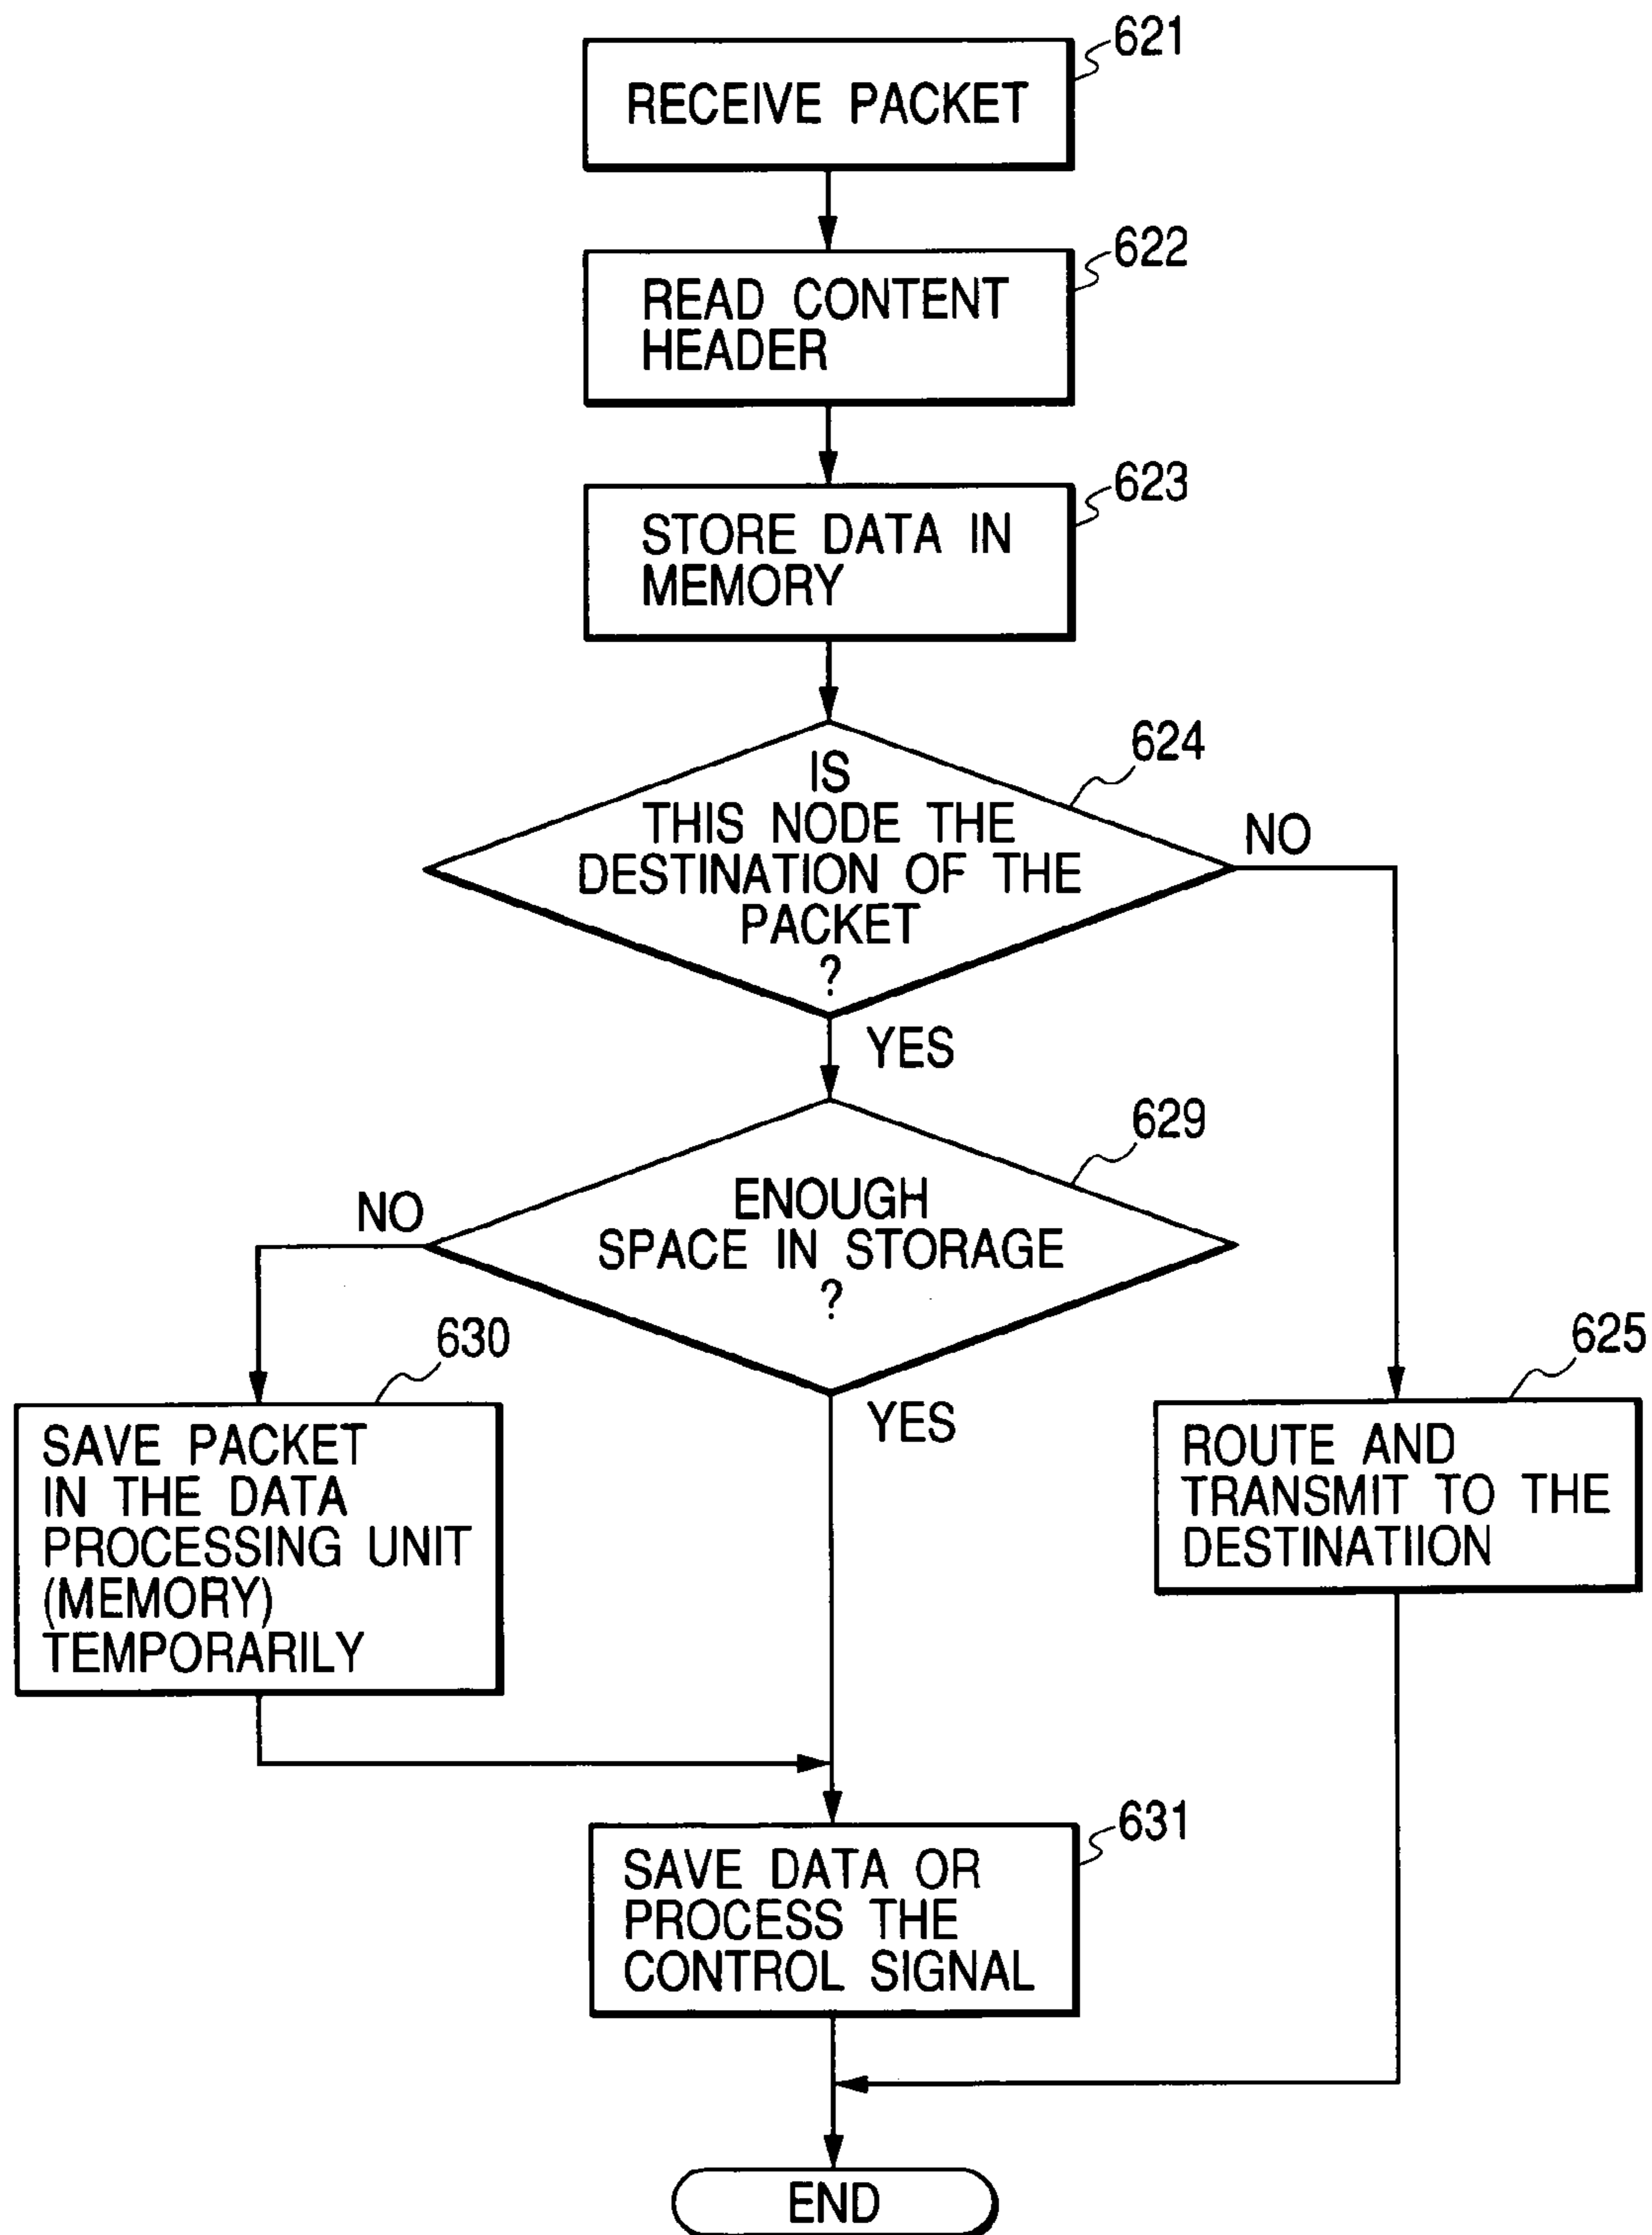 621
RECEIVE PACKET
622
READ CONTENT
HEADER
623
STORE DATA IN
MEMORY
624
IS
THIS NODE THE
DESTINATION OF THE
PACKET
?
NO
YES
629
ENOUGH
SPACE IN STORAGE
?
NO
YES
630
SAVE PACKET
IN THE DATA
PROCESSING UNIT
(MEMORY)
TEMPORARILY
625
ROUTE AND
TRANSMIT TO THE
DESTINATIION
631
SAVE DATA OR
PROCESS THE
CONTROL SIGNAL
END